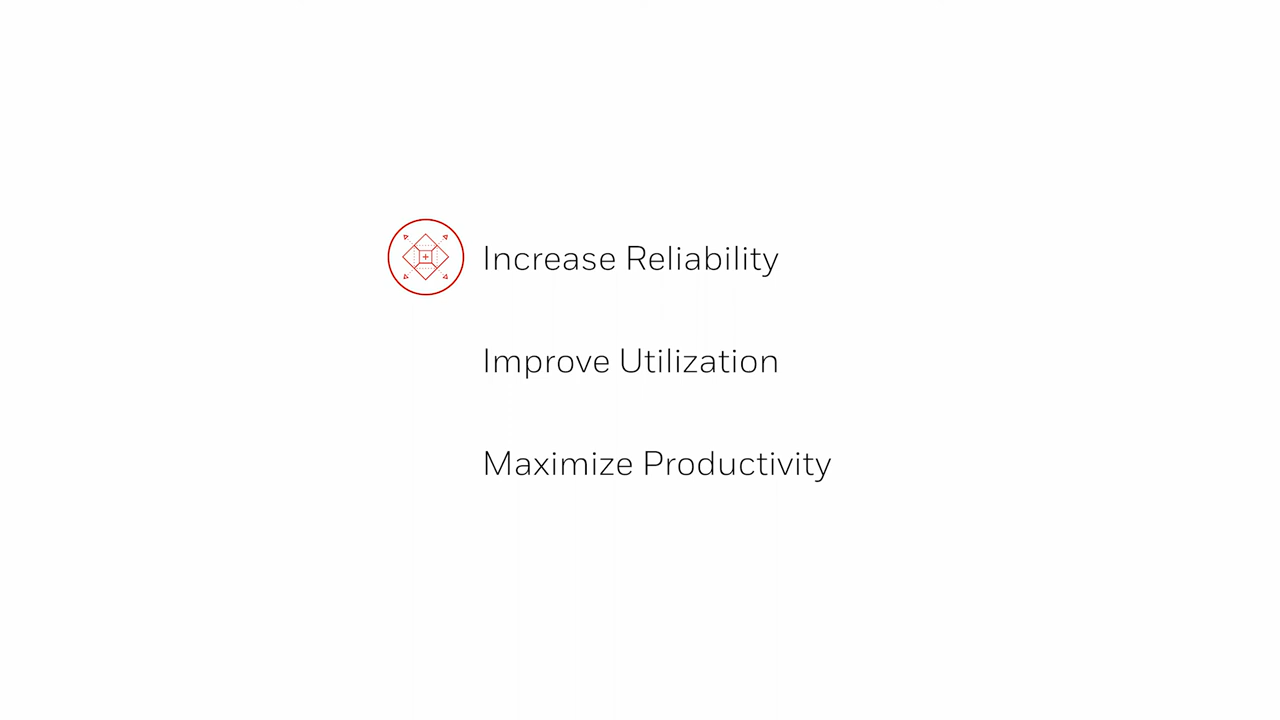 Increase Reliability
Improve Utilization
Maximize Productivity